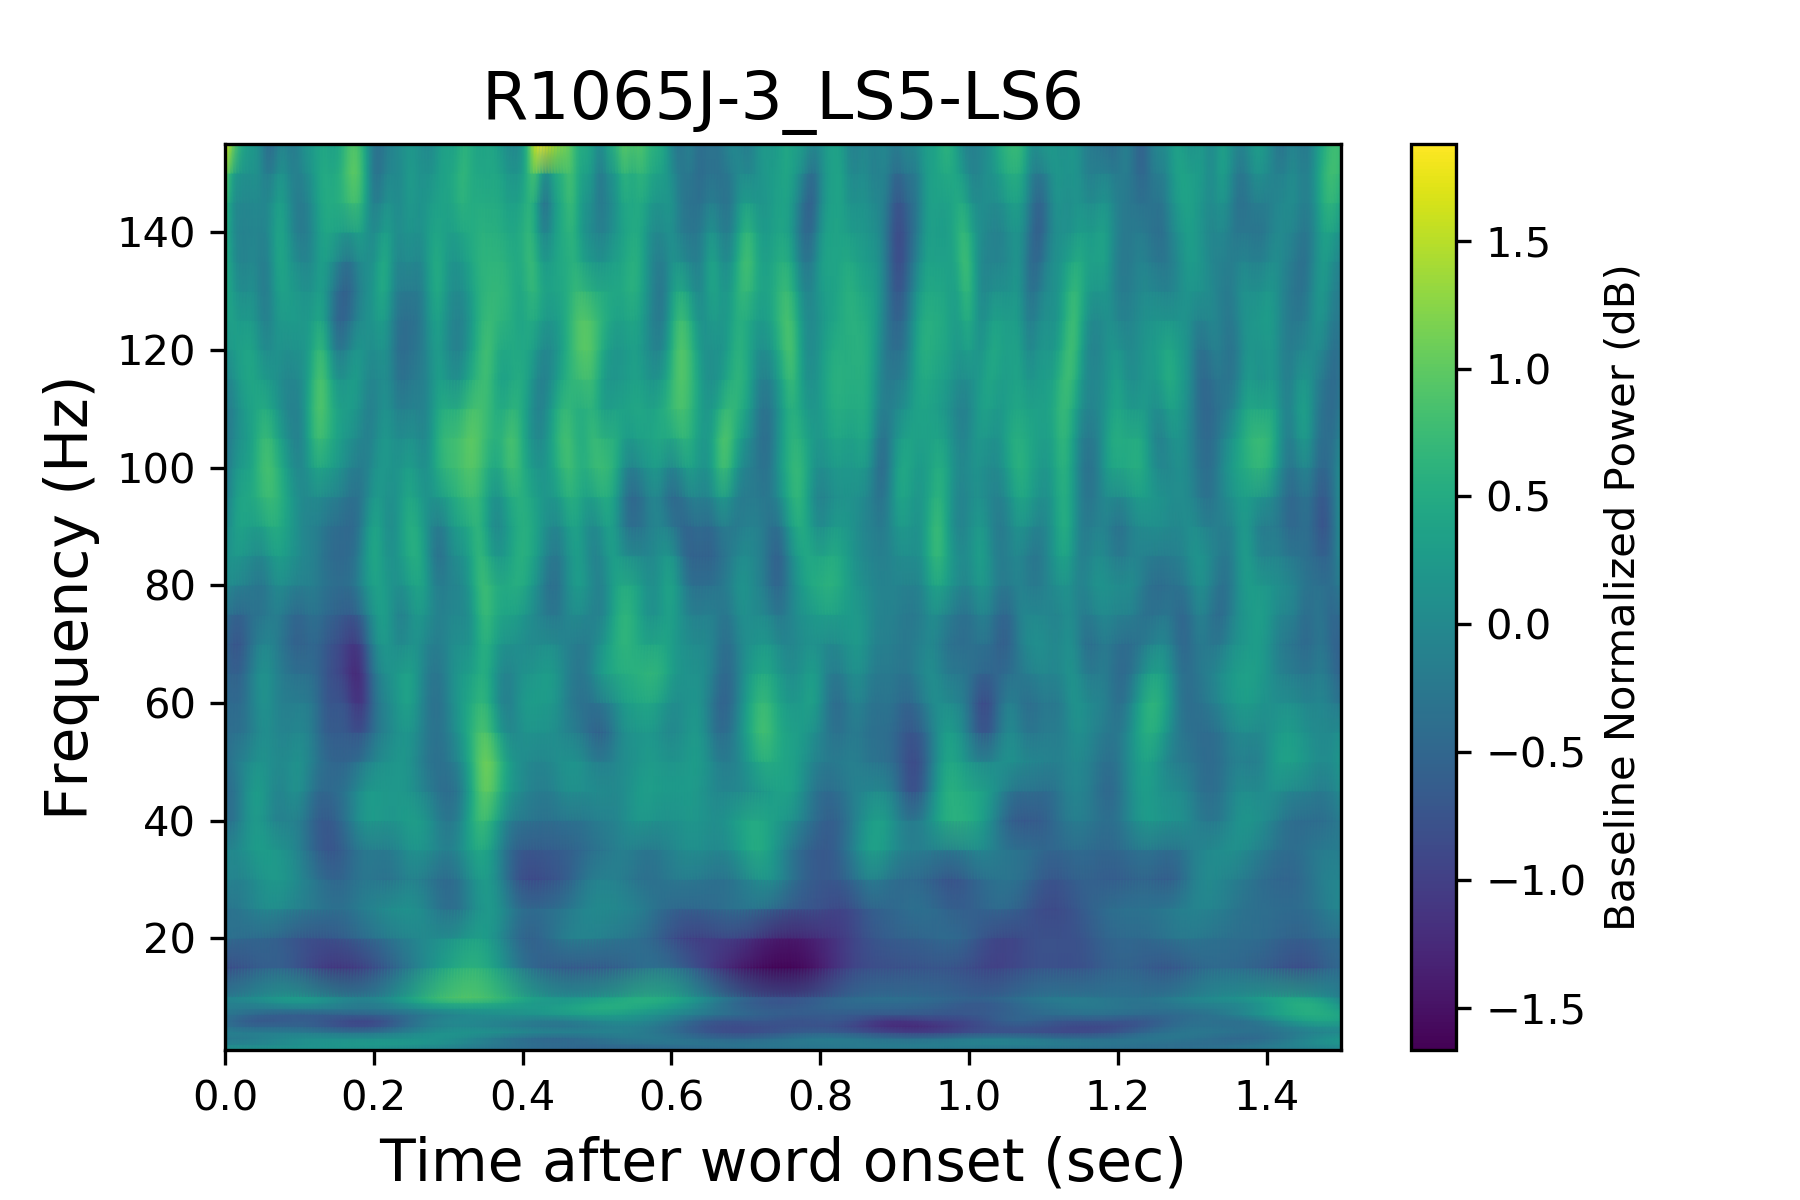 R1065J-3_LS5-LS6
140
120
100
80
60
40
20
Frequency (Hz)
0.0 0.2 0.4 0.6 0.8 1.0 1.2 1.4
Time after word onset (sec)
1.5
1.0
0.5
0.0
−0.5
−1.0
−1.5
Baseline Normalized Power (dB)